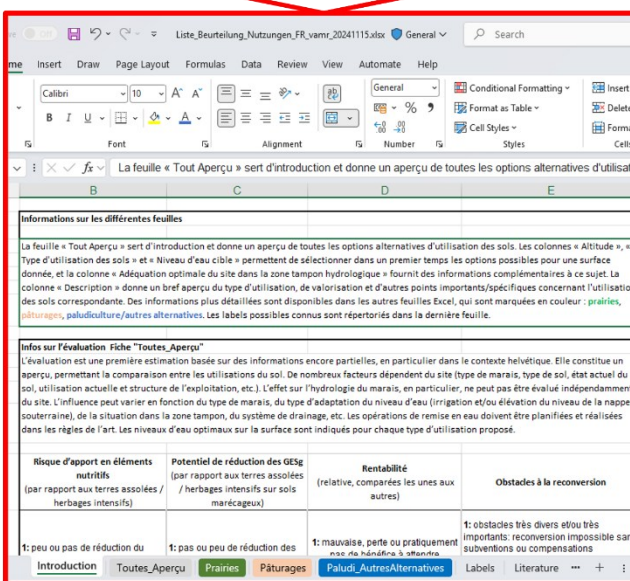 Liste_Beurteilung_Nutzungen_FR_vamr_20241115.xlsx General Search
me Insert Draw Page Layout Formulas Data Review View Automate Help
Calibri 10 General Conditional Formatting Insert
Format as Table Delete
B I U Cell Styles Forma
Font Alignment Number Styles Cells
fx La feuille « Tout Aperçu » sert d'introduction et donne un aperçu de toutes les options alternatives d'utilisat
B C D E
Informations sur les différentes feuilles
La feuille « Tout Aperçu » sert d'introduction et donne un aperçu de toutes les options alternatives d'utilisation des sols. Les colonnes « Altitude », «
Type d'utilisation des sols » et « Niveau d'eau cible » permettent de sélectionner dans un premier temps les options possibles pour une surface
donnée, et la colonne « Adéquation optimale du site dans la zone tampon hydrologique » fournit des informations complémentaires à ce sujet. La
colonne « Description » donne un bref aperçu du type d'utilisation, de valorisation et d'autres points importants/spécifiques concernant l'utilisatio
des sols correspondante. Des informations plus détaillées sont disponibles dans les autres feuilles Excel, qui sont marquées en couleur : prairies,
pâturages, paludiculture/autres alternatives. Les labels possibles connus sont répertoriés dans la dernière feuille.
Infos sur l'évaluation Fiche "Toutes_Aperçu"
L'évaluation est une première estimation basée sur des informations encore partielles, en particulier dans le contexte helvétique. Elle constitue un
aperçu, permettant la comparaison entre les utilisations du sol. De nombreux facteurs dépendent du site (type de marais, type de sol, état actuel du
sol, utilisation actuelle et structure de l'exploitation, etc.). L'effet sur l'hydrologie du marais, en particulier, ne peut pas être évalué indépendammen
du site. L'influence peut varier en fonction du type de marais, du type d'adaptation du niveau d'eau (irrigation et/ou élévation du niveau de la nappe
souterraine), de la situation dans la zone tampon, du système de drainage, etc. Les opérations de remise en eau doivent être planifiées et réalisées
dans les règles de l'art. Les niveaux d'eau optimaux sur la surface sont indiqués pour chaque type d'utilisation proposé.
Risque d'apport en éléments
nutritifs
(par rapport aux terres assolées /
herbages intensifs)
Potentiel de réduction des GESg
(par rapport aux terres assolées
/ herbages intensifs sur sols
marécageux)
Rentabilité
(relative, comparées les unes aux
autres)
Obstacles à la reconversion
1: peu ou pas de réduction du
1: pas ou peu de réduction des
1: mauvaise, perte ou pratiquement
pas de bénéfice à attendre
1: obstacles très divers et/ou très
importants: reconversion impossible san
subventions ou compensations
Introduction Toutes_Aperçu Prairies Pâturages Paludi_AutresAlternatives Labels Literature